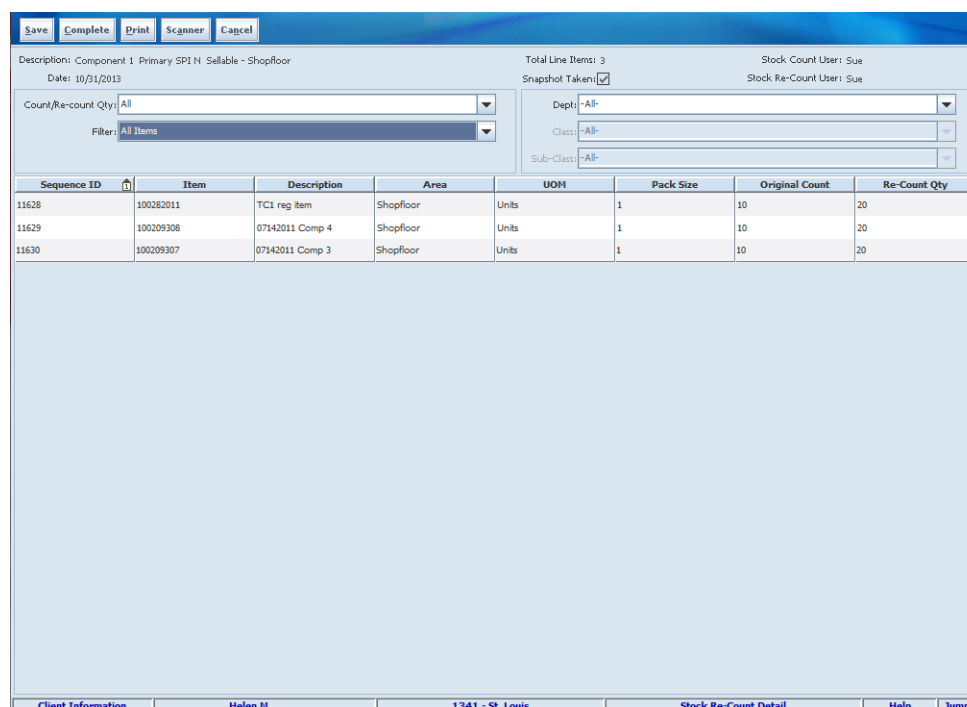 Save Complete Print Scanner Cancel
Description: Component 1 Primary SPI N Sellable - Shopfloor Total Line Items: 3 Stock Count User: Sue
Date: 10/31/2013 Snapshot Taken: Stock Re-Count User: Sue
Count/Re-count Qty: All Dept: -All-
Filter: All Items Class: -All-
Sub-Class: -All-
Sequence ID 1 Item Description Area UOM Pack Size Original Count Re-Count Qty
11628 100282011 TC1 reg item Shopfloor Units 1 10 20
11629 100209308 07142011 Comp 4 Shopfloor Units 1 10 20
11630 100209307 07142011 Comp 3 Shopfloor Units 1 10 20
Client Information Helen N 1341 - St. Louis Stock Re-Count Detail Help Jump